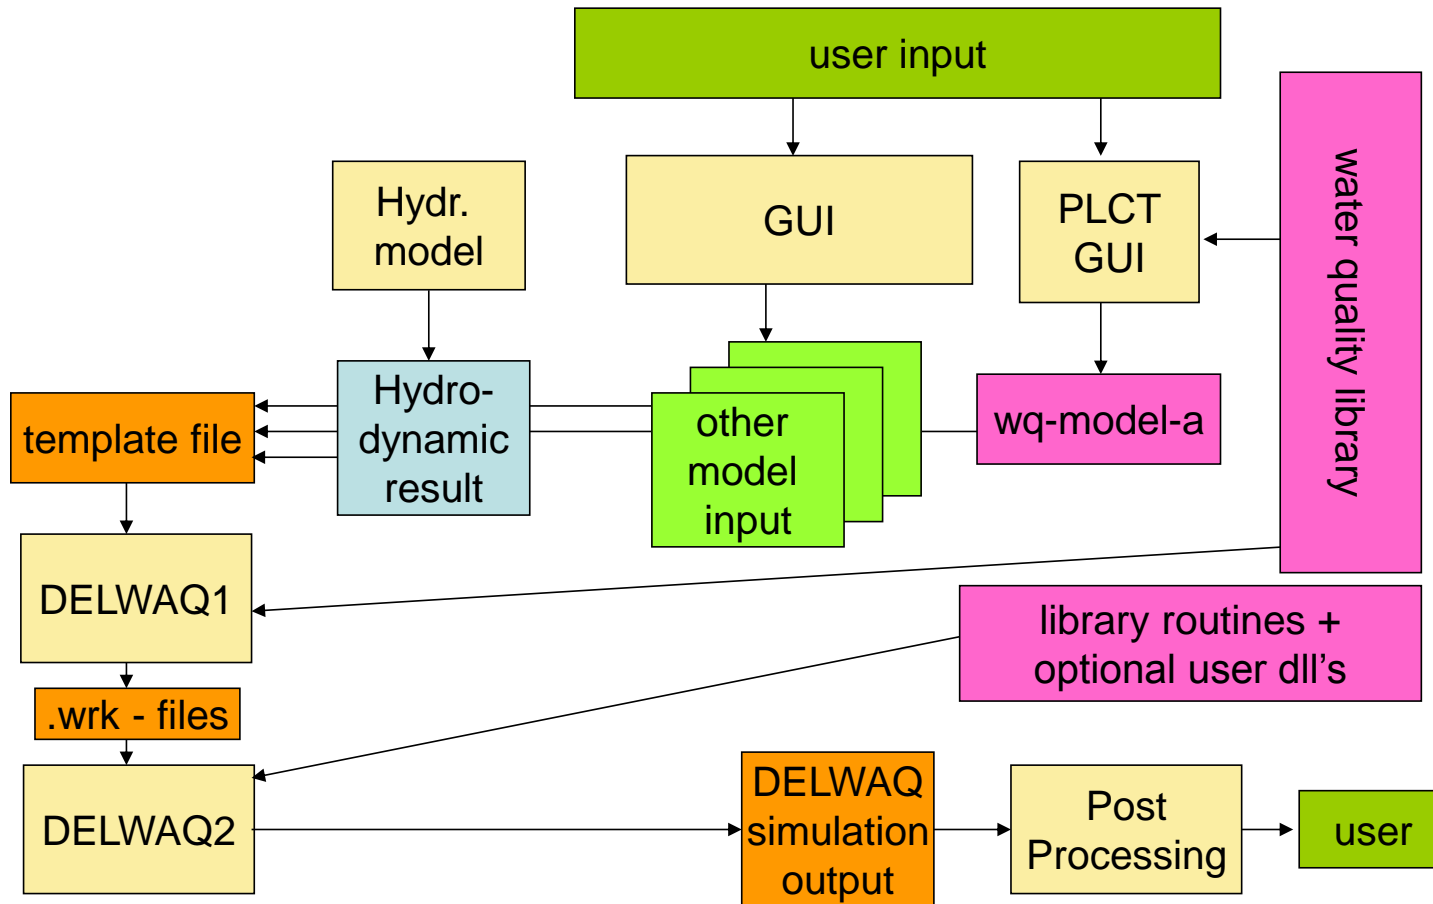 user input
Hydr.
model
GUI
PLCT
GUI
water quality library
template file
Hydro-
dynamic
result
other
model
input
wq-model-a
DELWAQ1
library routines +
optional user dll's
.wrk - files
DELWAQ2
DELWAQ
simulation
output
Post
Processing
user